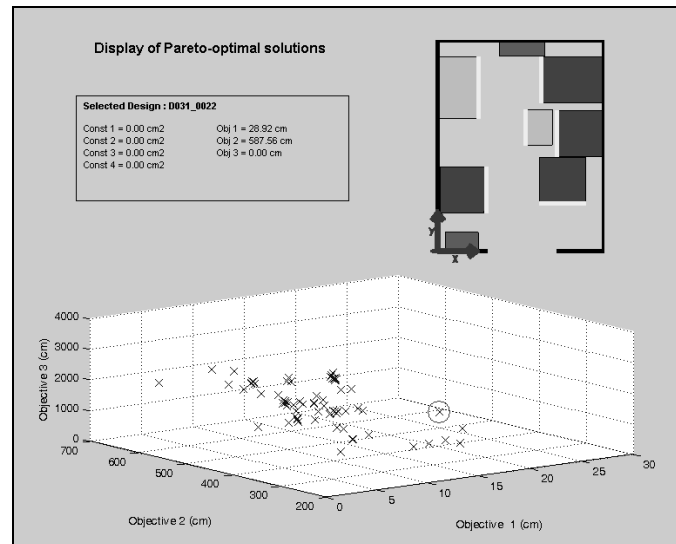 Display of Pareto-optimal solutions
Selected Design : D031_0022
Const 1 = 0.00 cm2 Obj 1 = 28.92 cm
Const 2 = 0.00 cm2 Obj 2 = 587.56 cm
Const 3 = 0.00 cm2 Obj 3 = 0.00 cm
Const 4 = 0.00 cm2
Y
X
4000
3000
2000
1000
0
Objective 3 (cm)
700
600
500
400
300
200
Objective 2 (cm)
0
5
10
15
20
25
30
Objective 1 (cm)